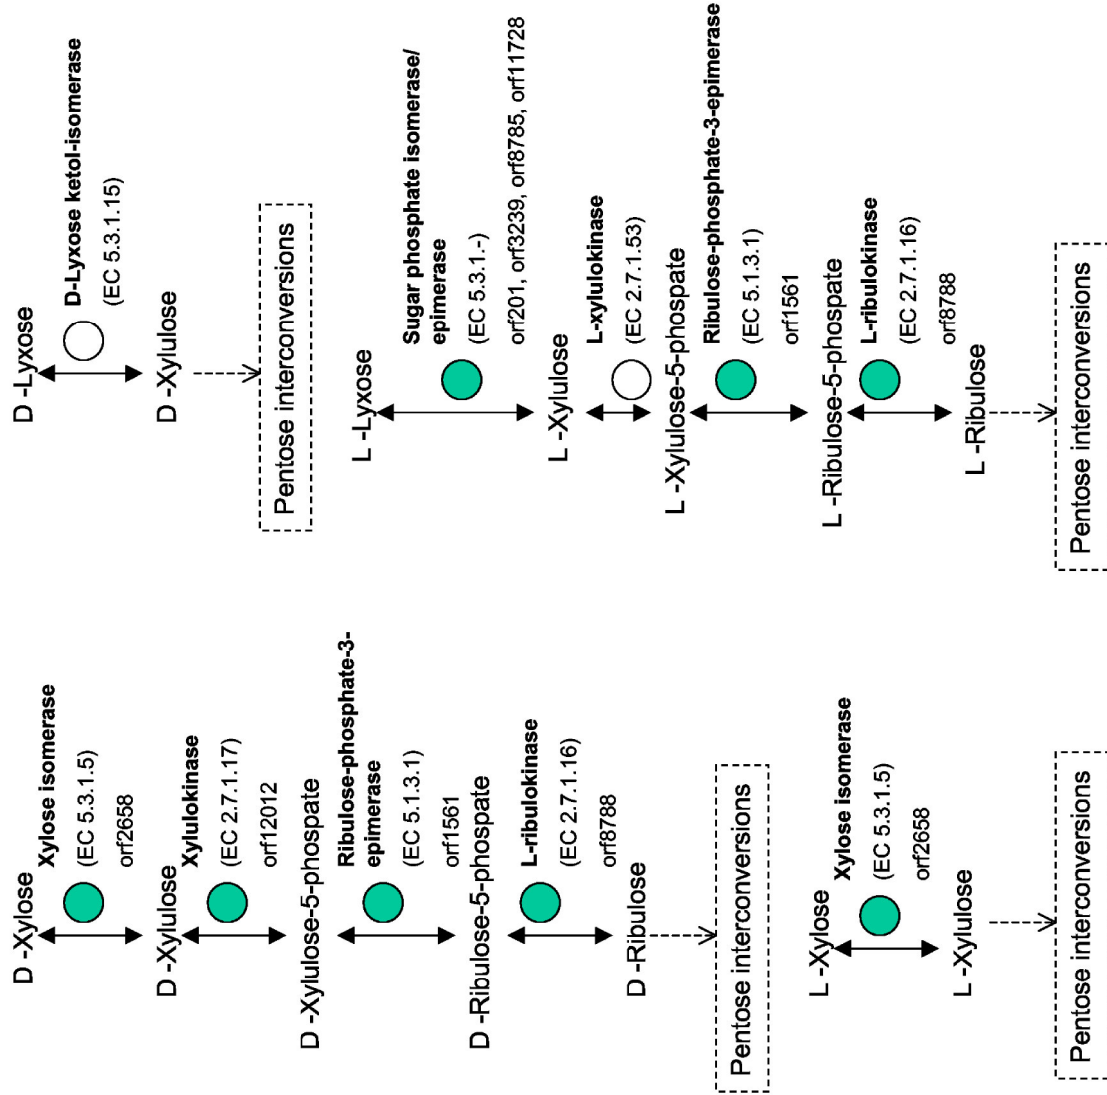 D -Xylose
Xylose isomerase
(EC 5.3.1.5)
orf2658
D -Xylulose
Xylulokinase
(EC 2.7.1.17)
orf12012
D -Xylulose-5-phospate
Ribulose-phosphate-3-
epimerase
(EC 5.1.3.1)
orf1561
D -Ribulose-5-phospate
L-ribulokinase
(EC 2.7.1.16)
orf8788
D -Ribulose
Pentose interconversions
L -Xylose
Xylose isomerase
(EC 5.3.1.5)
orf2658
L -Xylulose
Pentose interconversions
D -Lyxose
D-Lyxose ketol-isomerase
(EC 5.3.1.15)
D -Xylulose
Pentose interconversions
L -Lyxose
Sugar phosphate isomerase/
epimerase
(EC 5.3.1.-)
orf201, orf3239, orf8785, orf11728
L -Xylulose
L-xylulokinase
(EC 2.7.1.53)
L -Xylulose-5-phospate
Ribulose-phosphate-3-epimerase
(EC 5.1.3.1)
orf1561
L -Ribulose-5-phospate
L-ribulokinase
(EC 2.7.1.16)
orf8788
L -Ribulose
Pentose interconversions